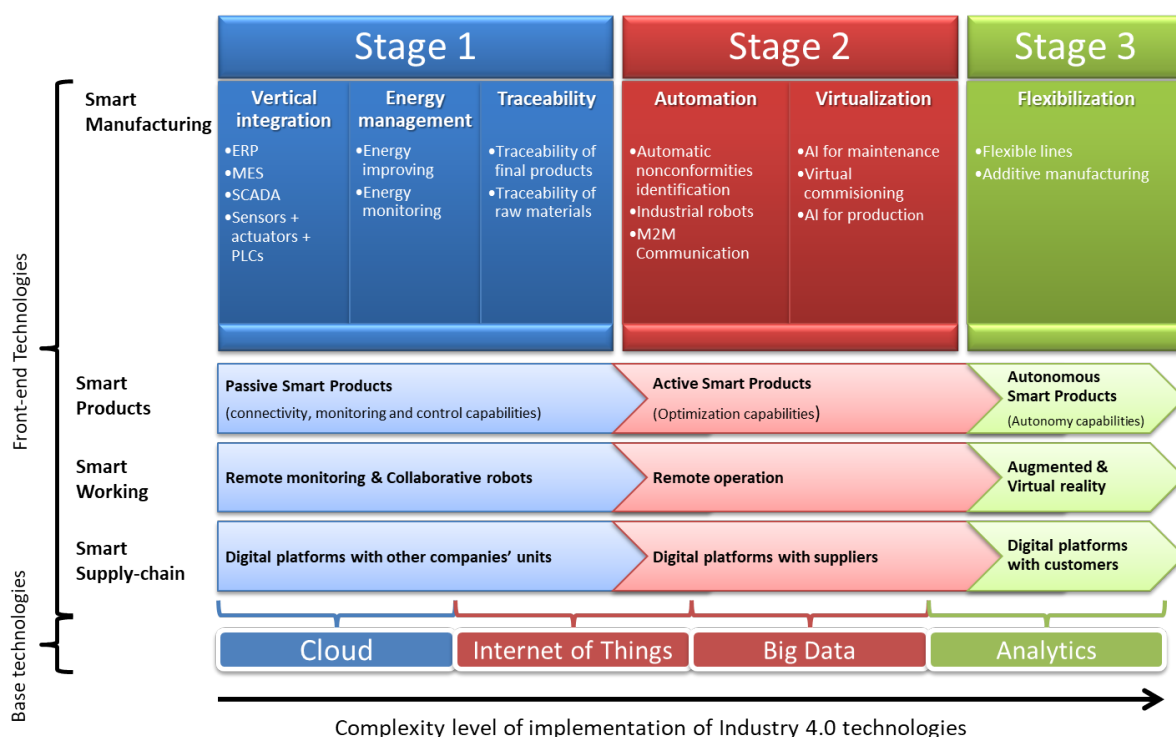 Stage 1
Stage 2
Stage 3
Front-end Technologies
Base technologies
Smart
Manufacturing
Vertical
integration
•ERP
•MES
•SCADA
•Sensors +
actuators +
PLCs
Energy
management
•Energy
improving
•Energy
monitoring
Traceability
•Traceability of
final products
•Traceability of
raw materials
Automation
•Automatic
nonconformities
identification
•Industrial robots
•M2M
Communication
Virtualization
•AI for maintenance
•Virtual
commisioning
•AI for production
Flexibilization
•Flexible lines
•Additive manufacturing
Smart
Products
Passive Smart Products
(connectivity, monitoring and control capabilities)
Active Smart Products
(Optimization capabilities)
Autonomous
Smart Products
(Autonomy capabilities)
Smart
Working
Remote monitoring & Collaborative robots
Remote operation
Augmented &
Virtual reality
Smart
Supply-chain
Digital platforms with other companies’ units
Digital platforms with suppliers
Digital platforms
with customers
Cloud
Internet of Things
Big Data
Analytics
Complexity level of implementation of Industry 4.0 technologies